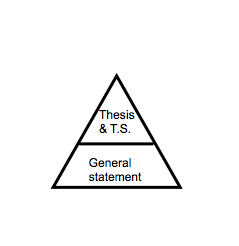 Thesis
& T.S.
General
statement